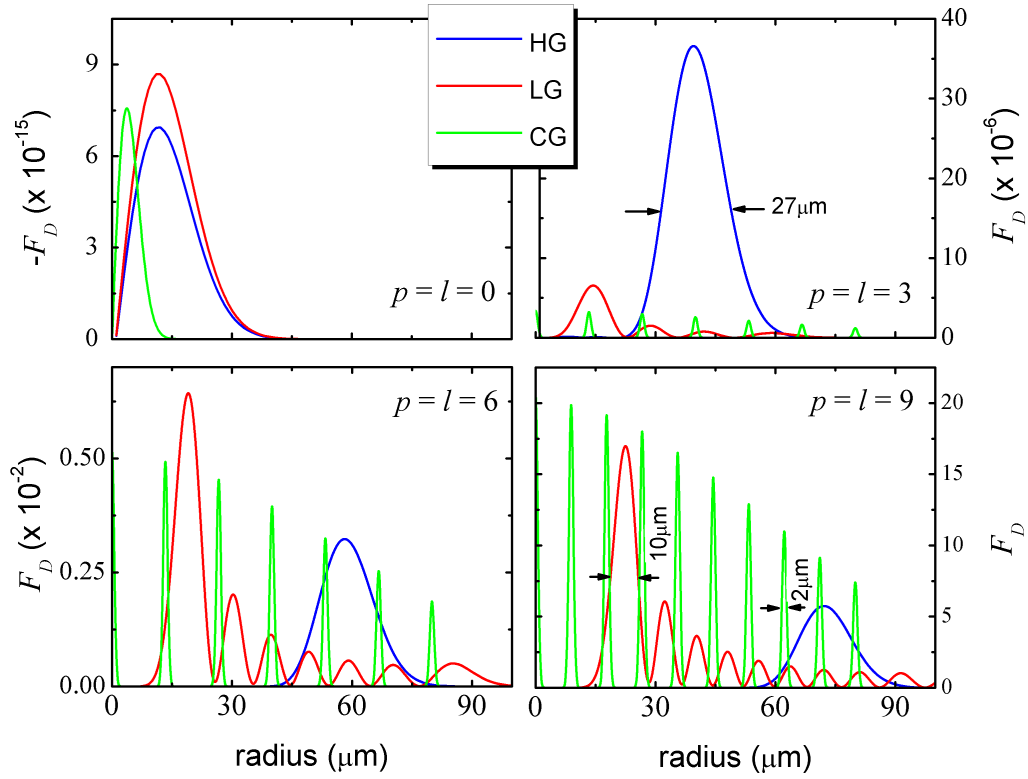 HG
LG
CG
-F_D (x 10^-15)
9
6
3
0
p = l = 0
40
30
20
10
0
F_D (x 10^-6)
27μm
p = l = 3
F_D (x 10^-2)
0.50
0.25
0.00
p = l = 6
0 30 60 90
radius (μm)
20
15
10
5
0
F_D
p = l = 9
10μm
2μm
0 30 60 90
radius (μm)